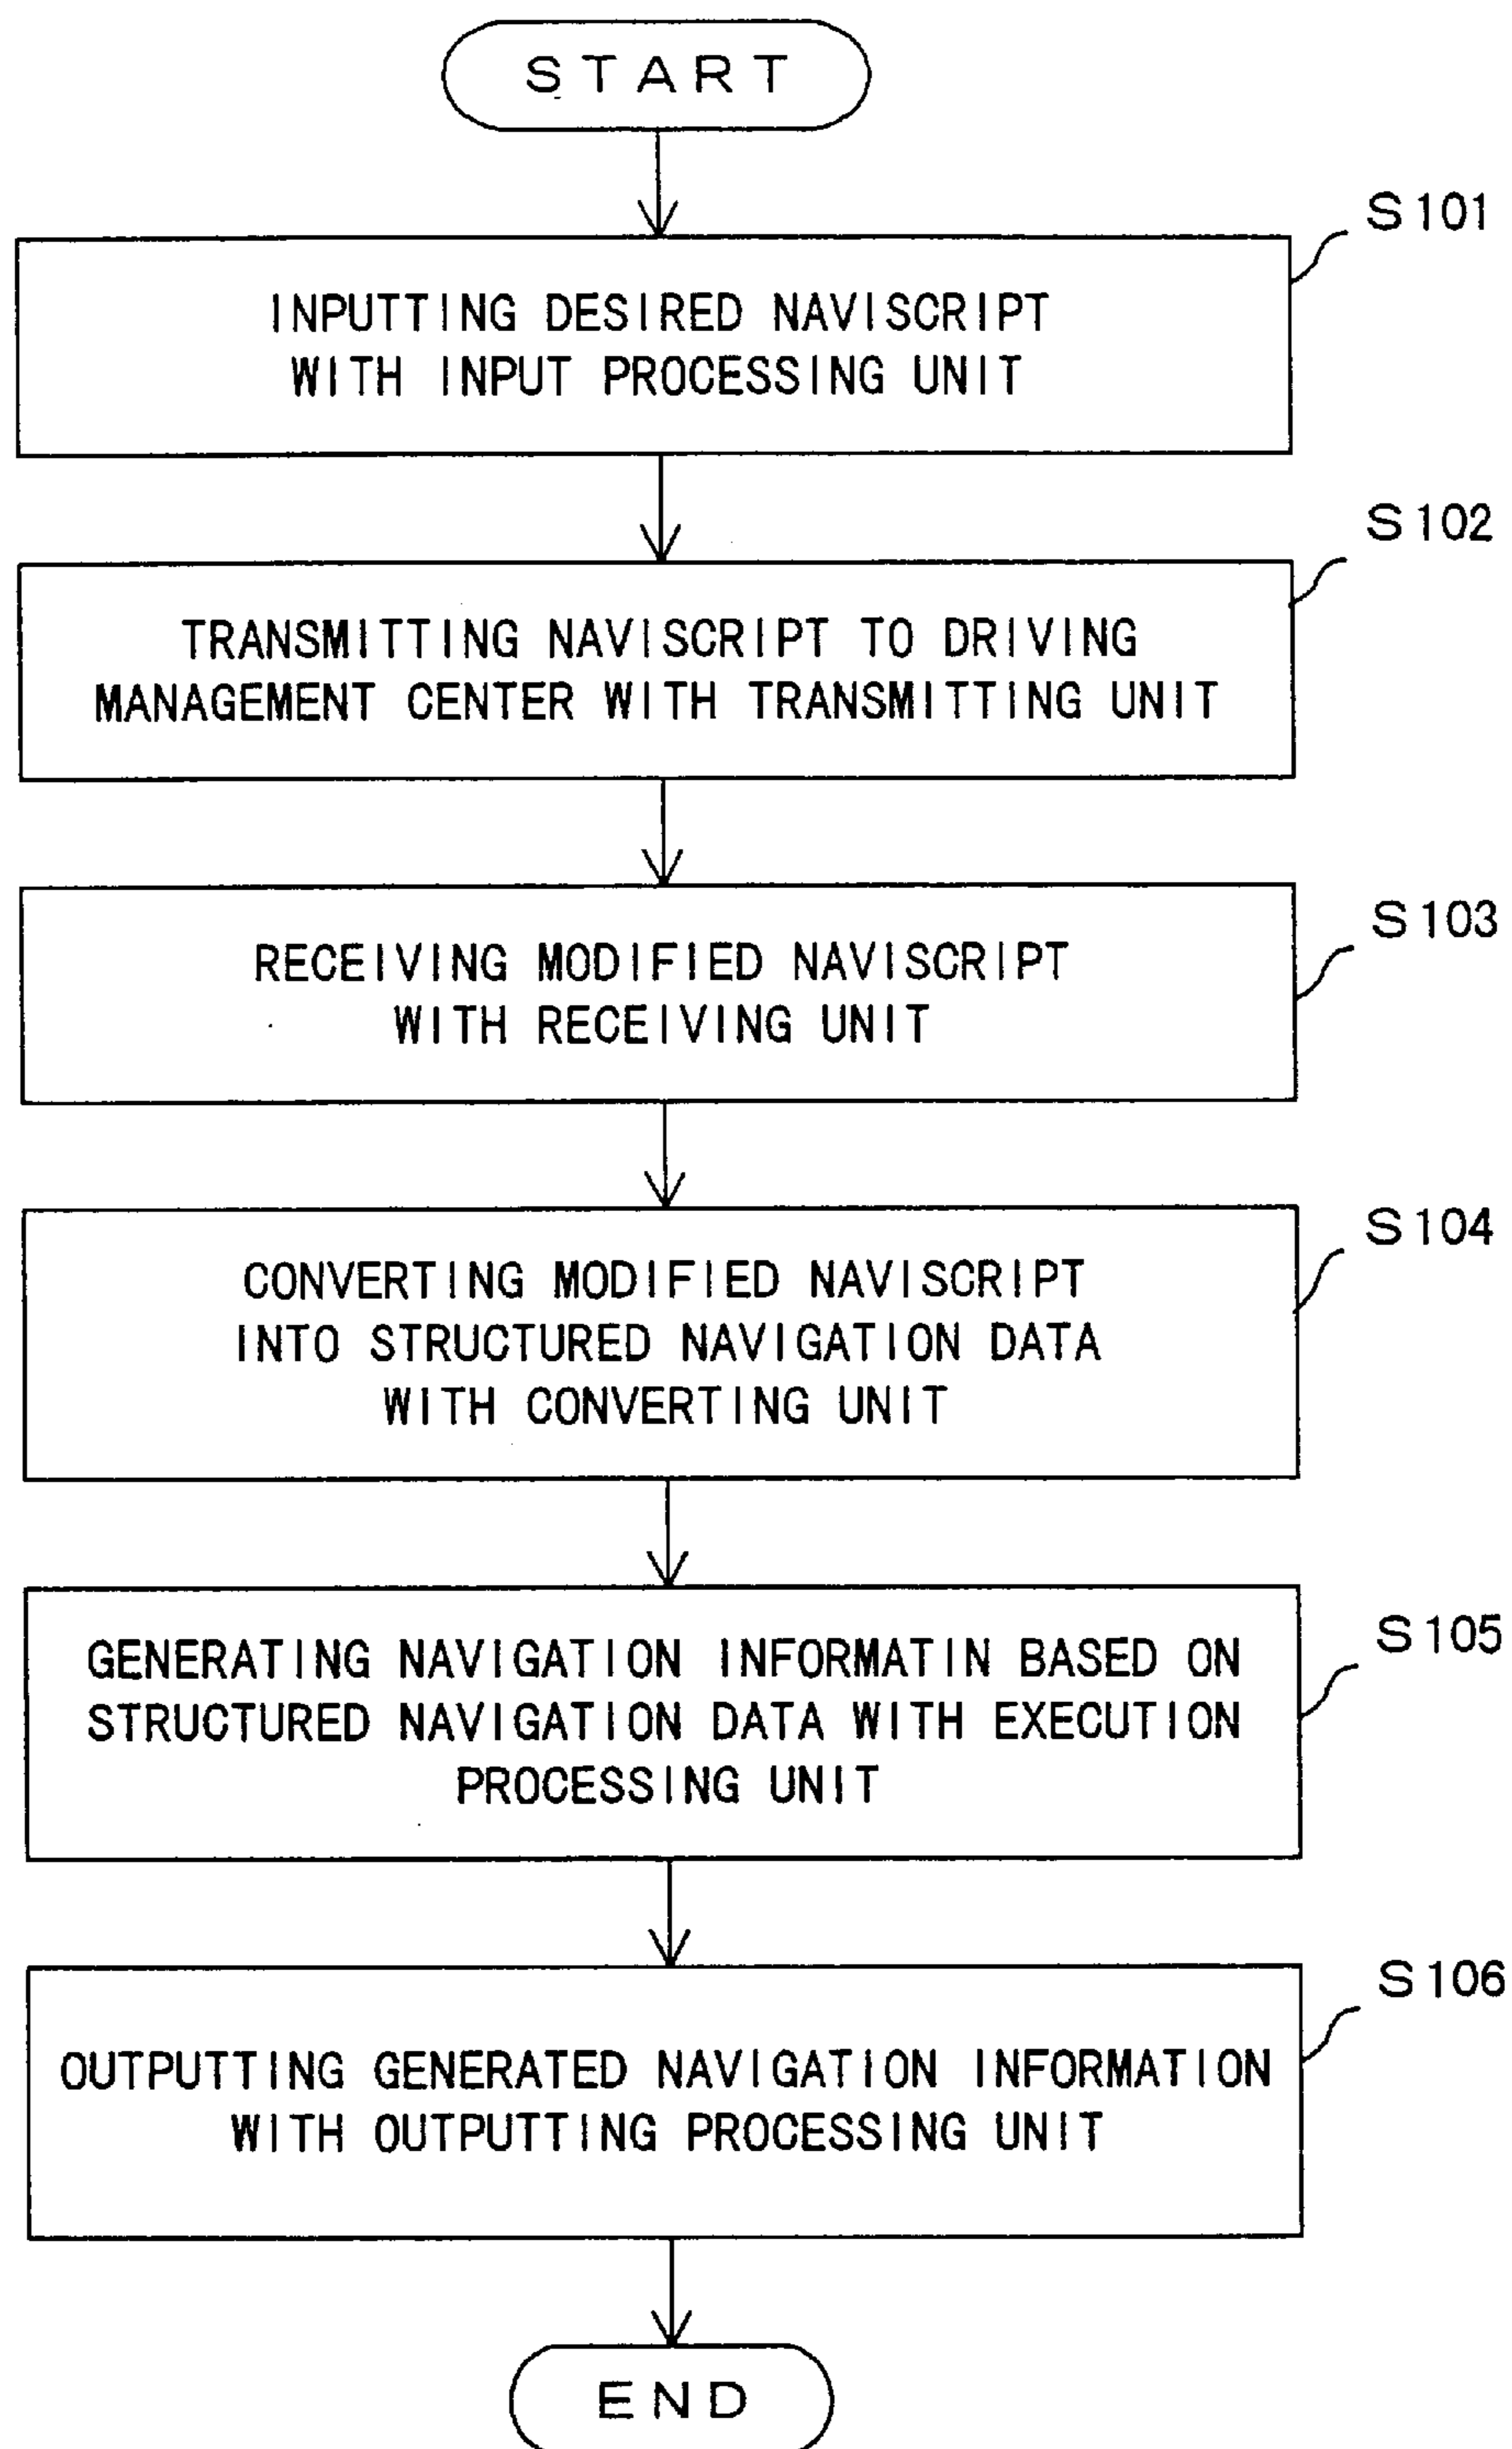 START
S101
INPUTTING DESIRED NAVISCRIPT
WITH INPUT PROCESSING UNIT
S102
TRANSMITTING NAVISCRIPT TO DRIVING
MANAGEMENT CENTER WITH TRANSMITTING UNIT
S103
RECEIVING MODIFIED NAVISCRIPT
WITH RECEIVING UNIT
S104
CONVERTING MODIFIED NAVISCRIPT
INTO STRUCTURED NAVIGATION DATA
WITH CONVERTING UNIT
S105
GENERATING NAVIGATION INFORMATIN BASED ON
STRUCTURED NAVIGATION DATA WITH EXECUTION
PROCESSING UNIT
S106
OUTPUTTING GENERATED NAVIGATION INFORMATION
WITH OUTPUTTING PROCESSING UNIT
END